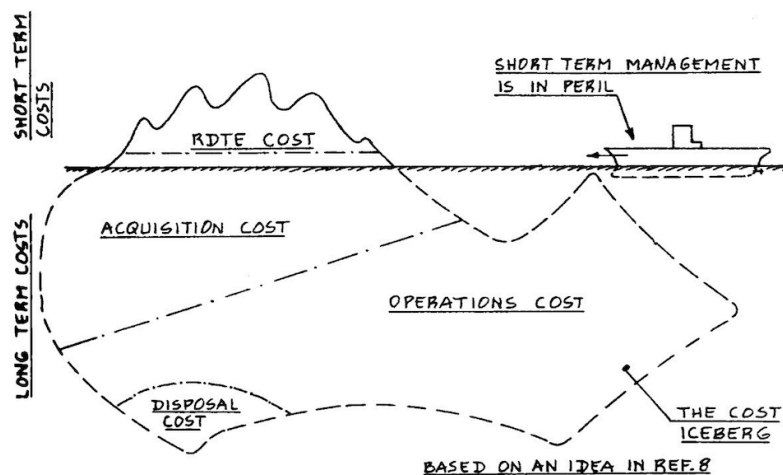 SHORT TERM
COSTS
SHORT TERM MANAGEMENT
IS IN PERIL
RDTE COST
ACQUISITION COST
LONG TERM COSTS
OPERATIONS COST
DISPOSAL
COST
THE COST
ICEBERG
BASED ON AN IDEA IN REF. 8